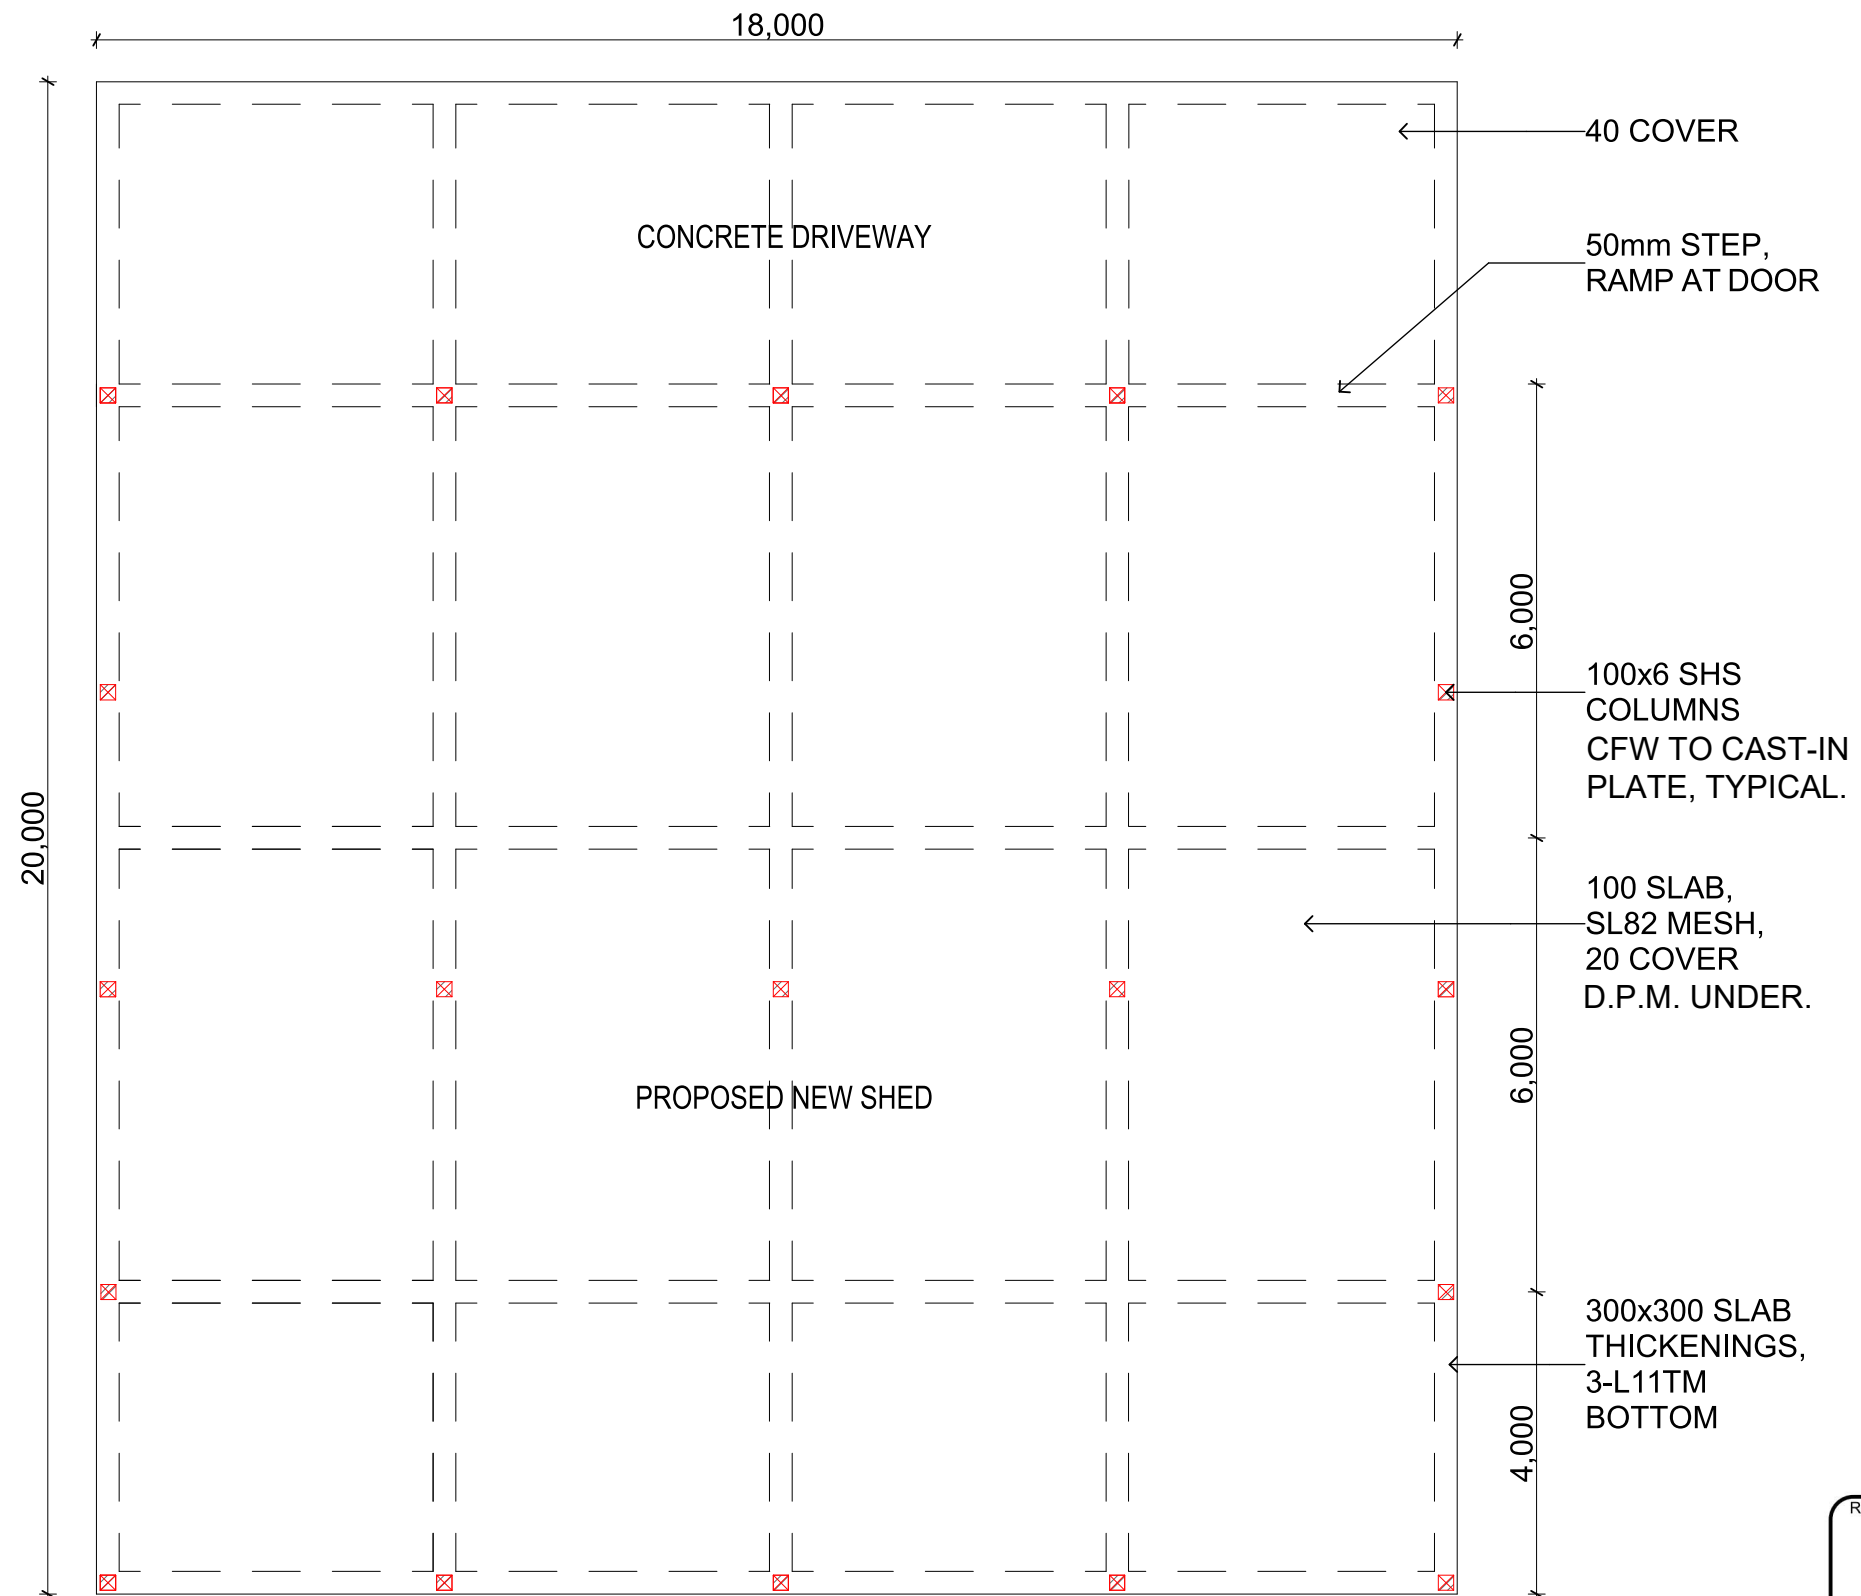 18,000
40 COVER
CONCRETE DRIVEWAY
50mm STEP,
RAMP AT DOOR
6,000
100x6 SHS
COLUMNS
CFW TO CAST-IN
PLATE, TYPICAL.
20,000
100 SLAB,
SL82 MESH,
20 COVER
D.P.M. UNDER.
6,000
PROPOSED NEW SHED
300x300 SLAB
THICKENINGS,
3-L11TM
BOTTOM
4,000
R